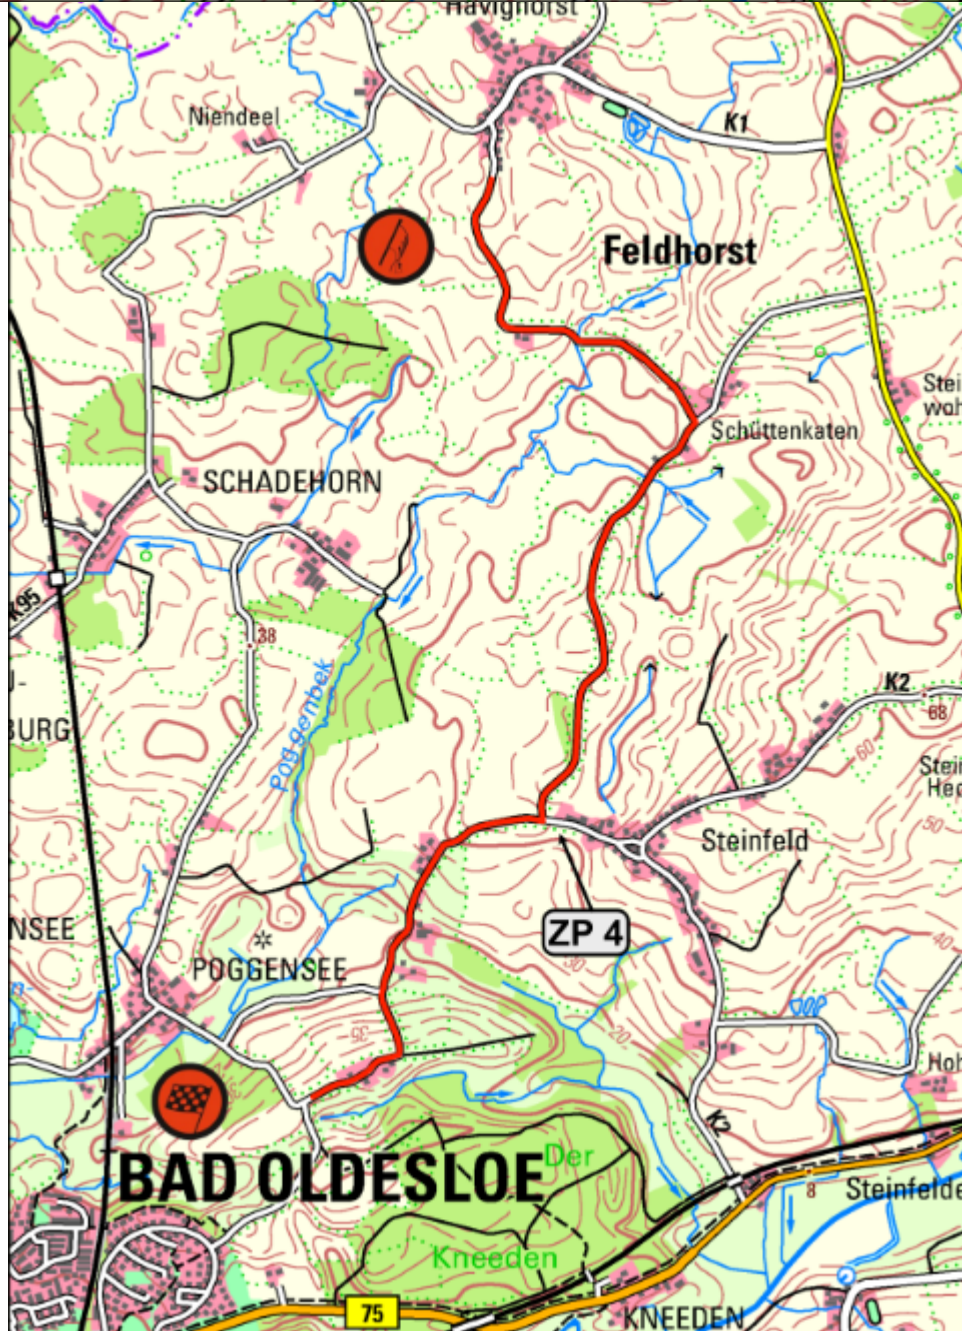 Havighorst
Niendeel
K1
Feldhorst
Schüttenkaten
SCHADEHORN
K95
38
BURG
Poggenbek
K2
68
60
50
Steinfeld
ZP 4
30
40
NSEE
POGGENSEE
35
20
K2
BAD OLDESLOE
Der
Kneeden
8
Steinfelde
75
KNEEDEN